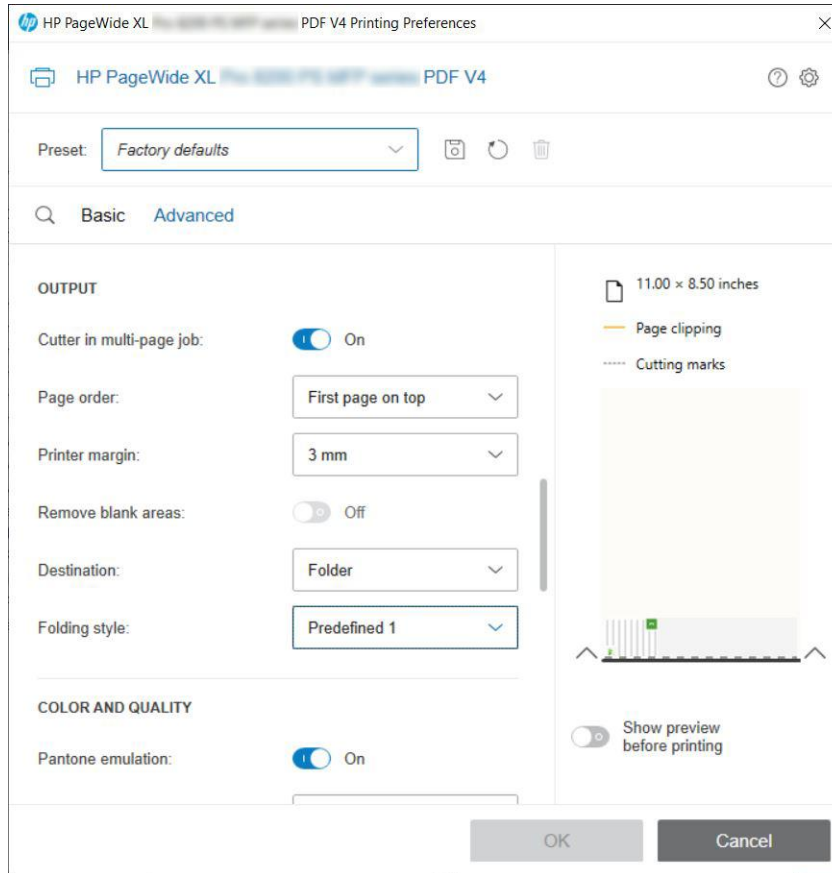 hp HP PageWide XL PDF V4 Printing Preferences
HP PageWide XL PDF V4
Preset: Factory defaults
Basic Advanced
OUTPUT
11.00 × 8.50 inches
Cutter in multi-page job: On
Page clipping
Cutting marks
Page order: First page on top
Printer margin: 3 mm
Remove blank areas: Off
Destination: Folder
Folding style: Predefined 1
COLOR AND QUALITY
Show preview
before printing
Pantone emulation: On
OK Cancel